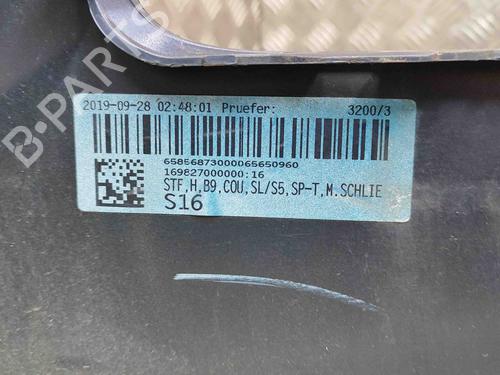 2019-09-28 02:48:01 Pruefer: 3200/3
65856873000065650960
169827000000:16
STF,H,B9,COU,SL/S5,SP-T,M.SCHLIE
S16
B-PARTS